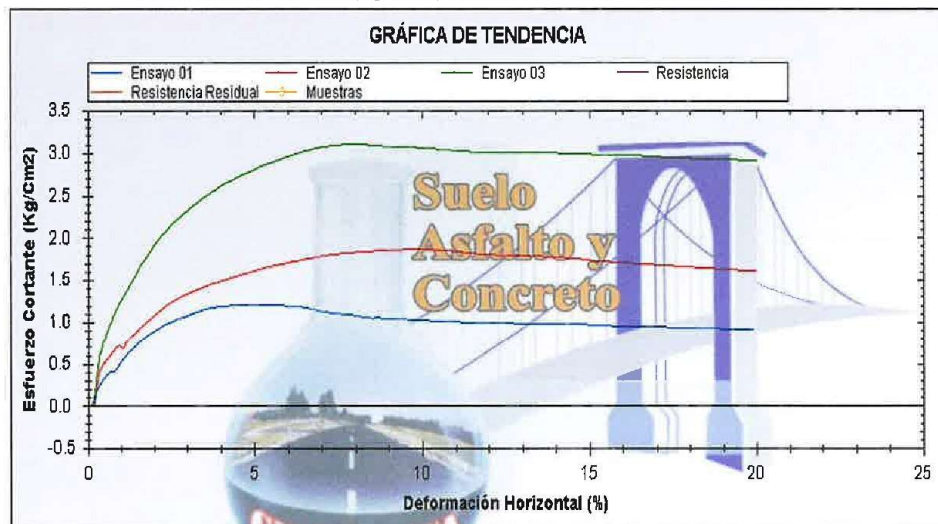 GRÁFICA DE TENDENCIA
Ensayo 01 Ensayo 02 Ensayo 03 Resistencia
Resistencia Residual Muestras
Esfuerzo Cortante (Kg/Cm2)
3.5
3.0
2.5
2.0
1.5
1.0
0.5
0.0
-0.5
Suelo
Asfalto y
Concreto
0 5 10 15 20 25
Deformación Horizontal (%)